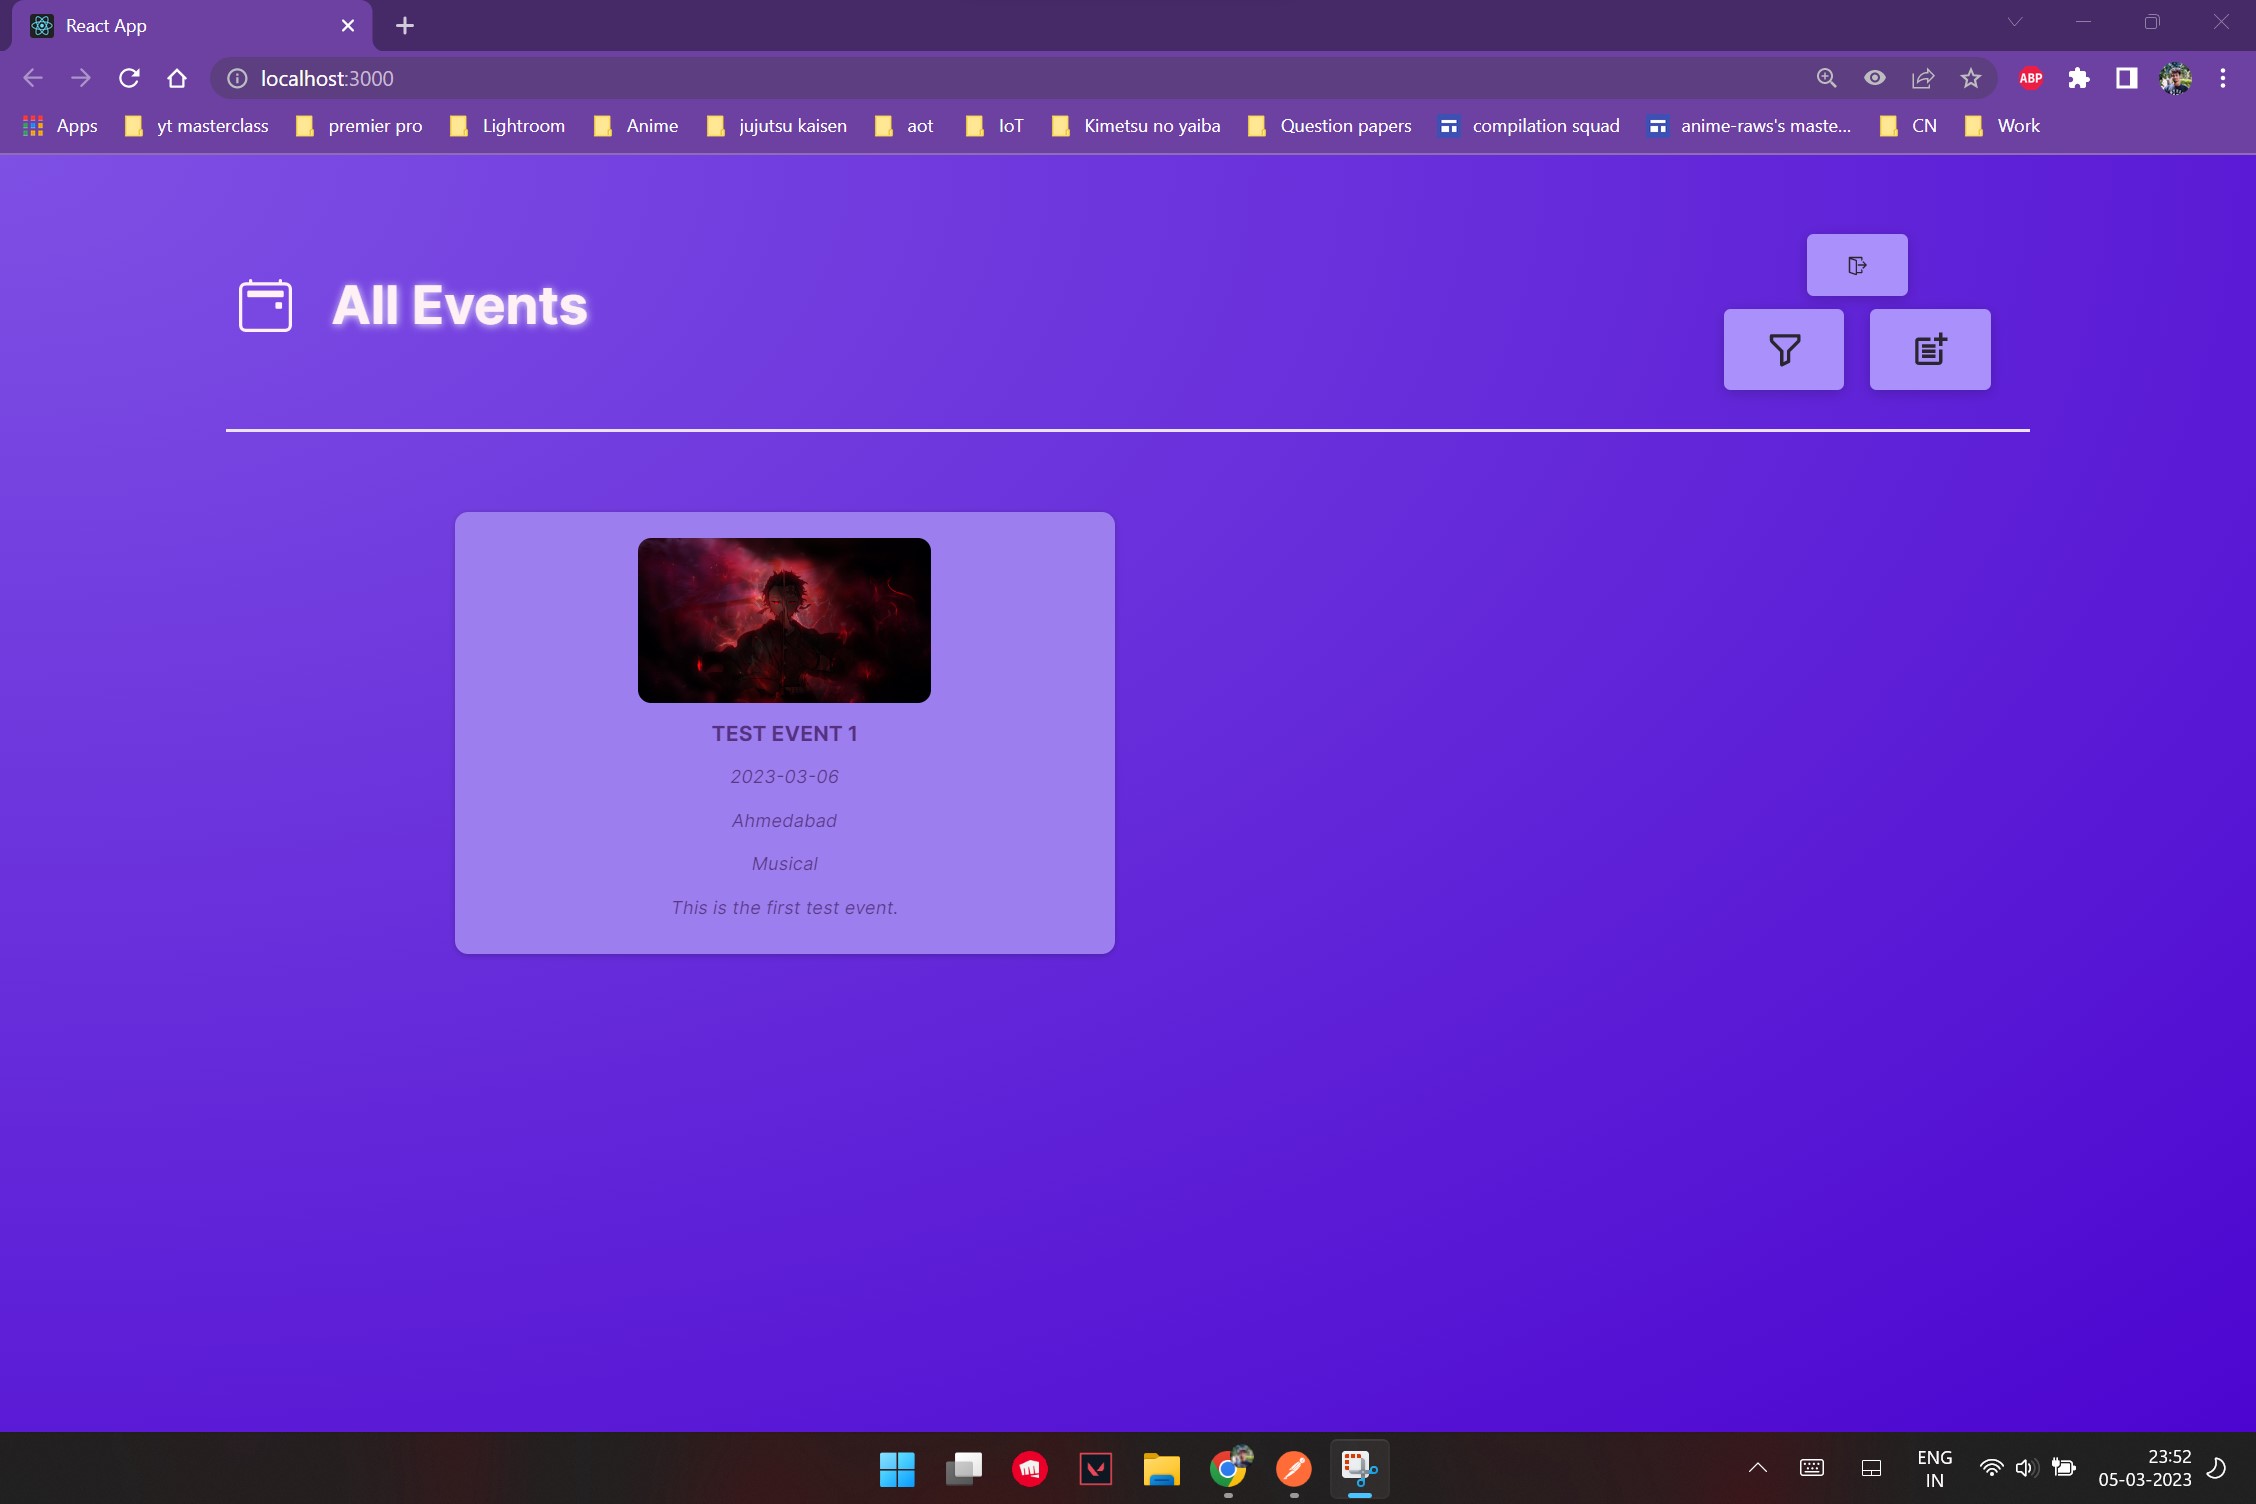 React App
localhost:3000
ABP
Apps yt masterclass premier pro Lightroom Anime jujutsu kaisen aot IoT Kimetsu no yaiba Question papers compilation squad anime-raws's maste... CN Work
All Events
TEST EVENT 1
2023-03-06
Ahmedabad
Musical
This is the first test event.
ENG
IN
23:52
05-03-2023